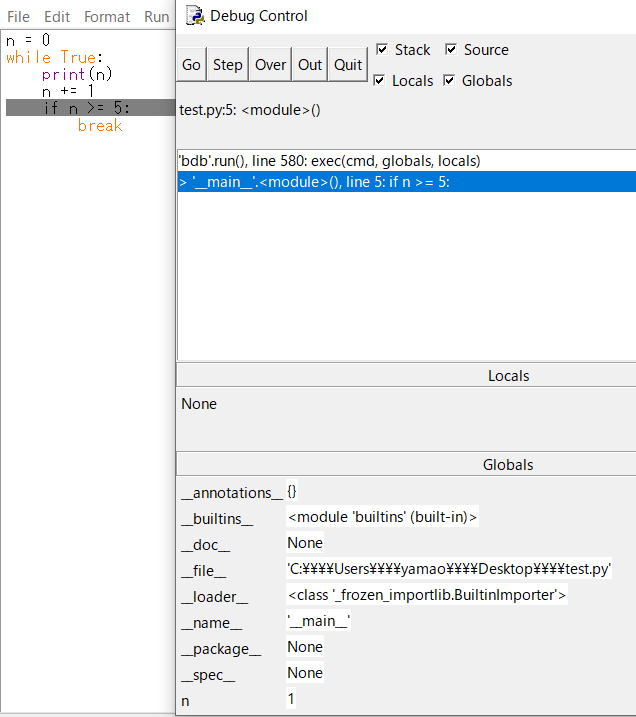 File Edit Format Run
n = 0
while True:
    print(n)
    n += 1
    if n >= 5:
        break
Debug Control
Go Step Over Out Quit
Stack Source
Locals Globals
test.py:5: <module>()
'bdb'.run(), line 580: exec(cmd, globals, locals)
> '__main__'.<module>(), line 5: if n >= 5:
Locals
None
Globals
__annotations__ {}
__builtins__ <module 'builtins' (built-in)>
__doc__ None
__file__ 'C:¥¥¥¥Users¥¥¥¥yamao¥¥¥¥Desktop¥¥¥¥test.py'
__loader__ <class '_frozen_importlib.BuiltinImporter'>
__name__ '__main__'
__package__ None
__spec__ None
n 1